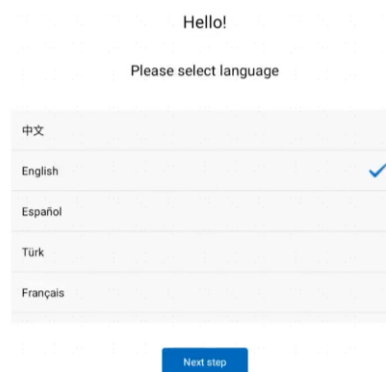 Hello!
Please select language
中文
English
Español
Türk
Français
Next step